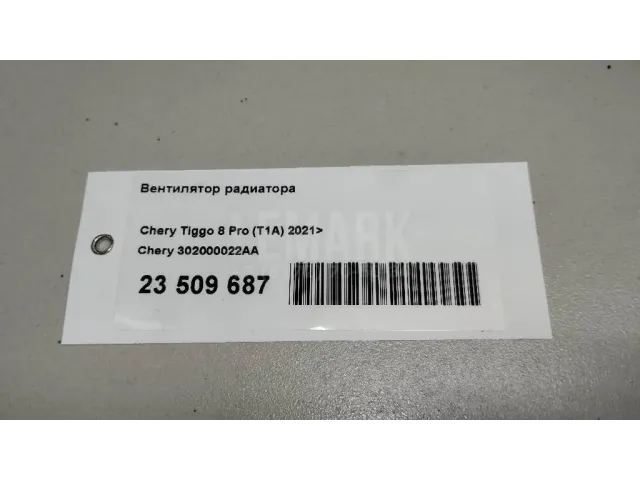 Вентилятор радиатора
Chery Tiggo 8 Pro (T1A) 2021>
Chery 302000022AA
23 509 687